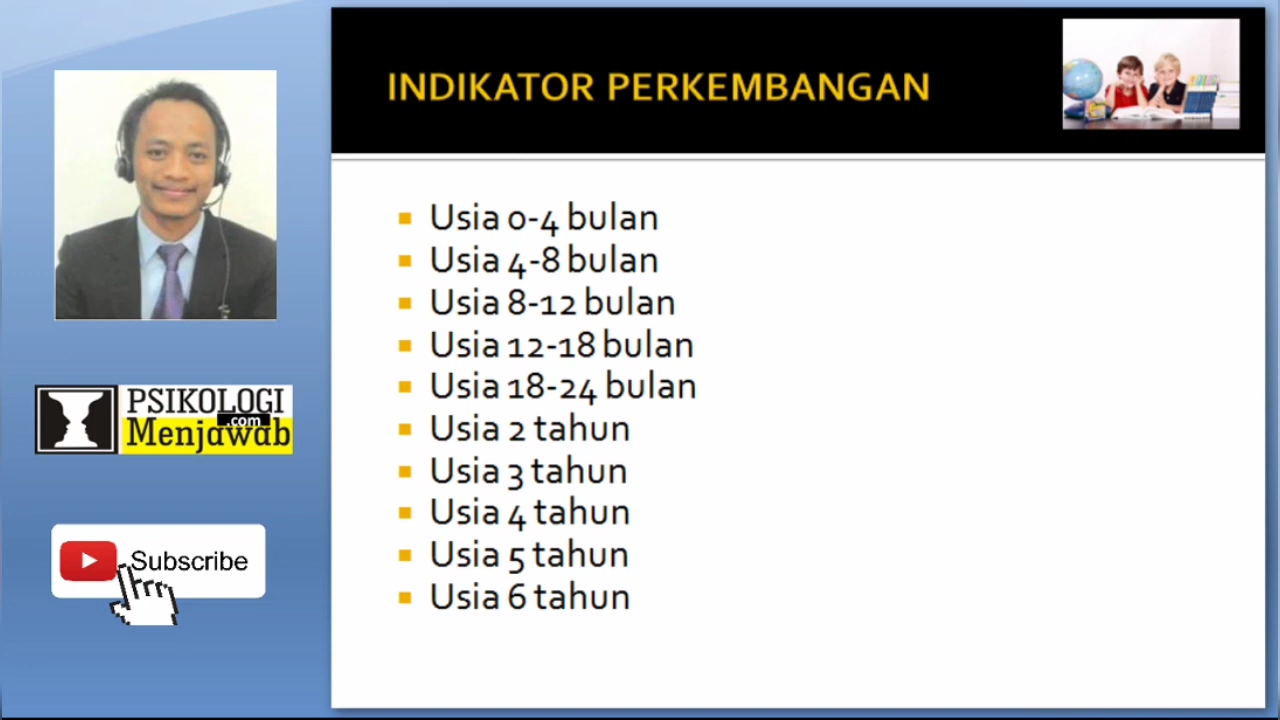 INDIKATOR PERKEMBANGAN
Usia 0-4 bulan
Usia 4-8 bulan
Usia 8-12 bulan
Usia 12-18 bulan
Usia 18-24 bulan
Usia 2 tahun
Usia 3 tahun
Usia 4 tahun
Usia 5 tahun
Usia 6 tahun
PSIKOLOGI
.com
Menjawab
Subscribe